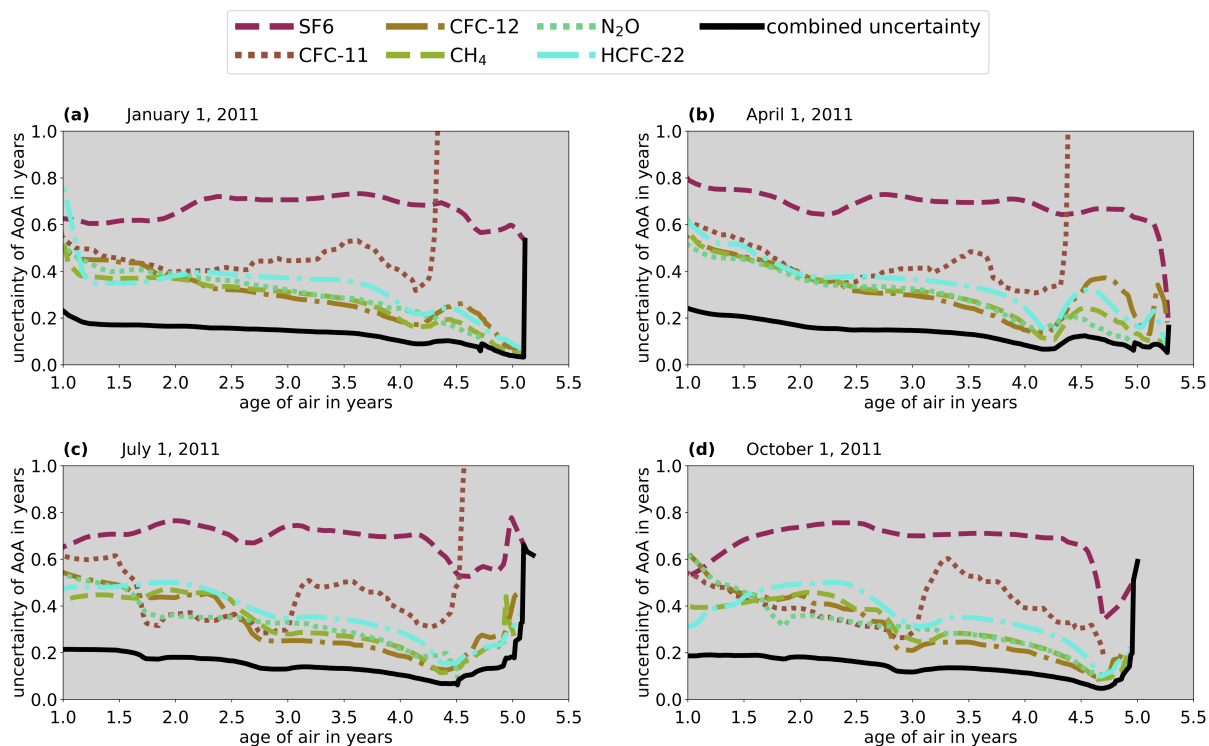 SF6 CFC-12 N₂O combined uncertainty
CFC-11 CH₄ HCFC-22
(a) January 1, 2011
uncertainty of AoA in years
1.0
0.8
0.6
0.4
0.2
0.0
1.0 1.5 2.0 2.5 3.0 3.5 4.0 4.5 5.0 5.5
age of air in years
(b) April 1, 2011
uncertainty of AoA in years
1.0
0.8
0.6
0.4
0.2
0.0
1.0 1.5 2.0 2.5 3.0 3.5 4.0 4.5 5.0 5.5
age of air in years
(c) July 1, 2011
uncertainty of AoA in years
1.0
0.8
0.6
0.4
0.2
0.0
1.0 1.5 2.0 2.5 3.0 3.5 4.0 4.5 5.0 5.5
age of air in years
(d) October 1, 2011
uncertainty of AoA in years
1.0
0.8
0.6
0.4
0.2
0.0
1.0 1.5 2.0 2.5 3.0 3.5 4.0 4.5 5.0 5.5
age of air in years